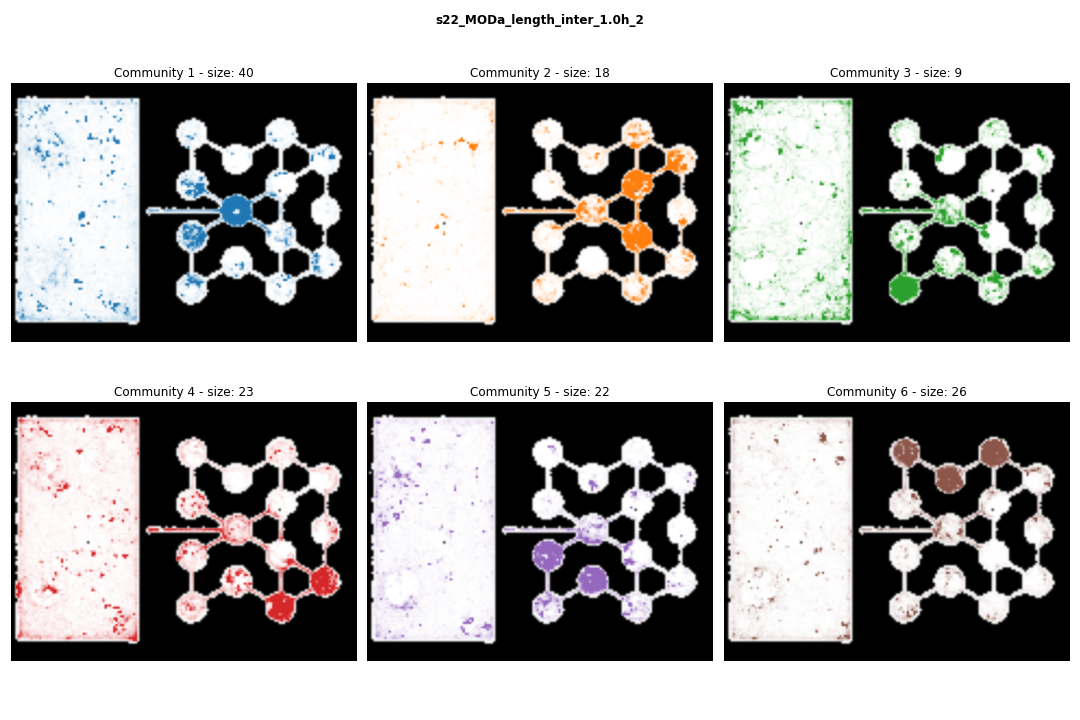 s22_MODa_length_inter_1.0h_2
Community 1 - size: 40
Community 2 - size: 18
Community 3 - size: 9
Community 4 - size: 23
Community 5 - size: 22
Community 6 - size: 26